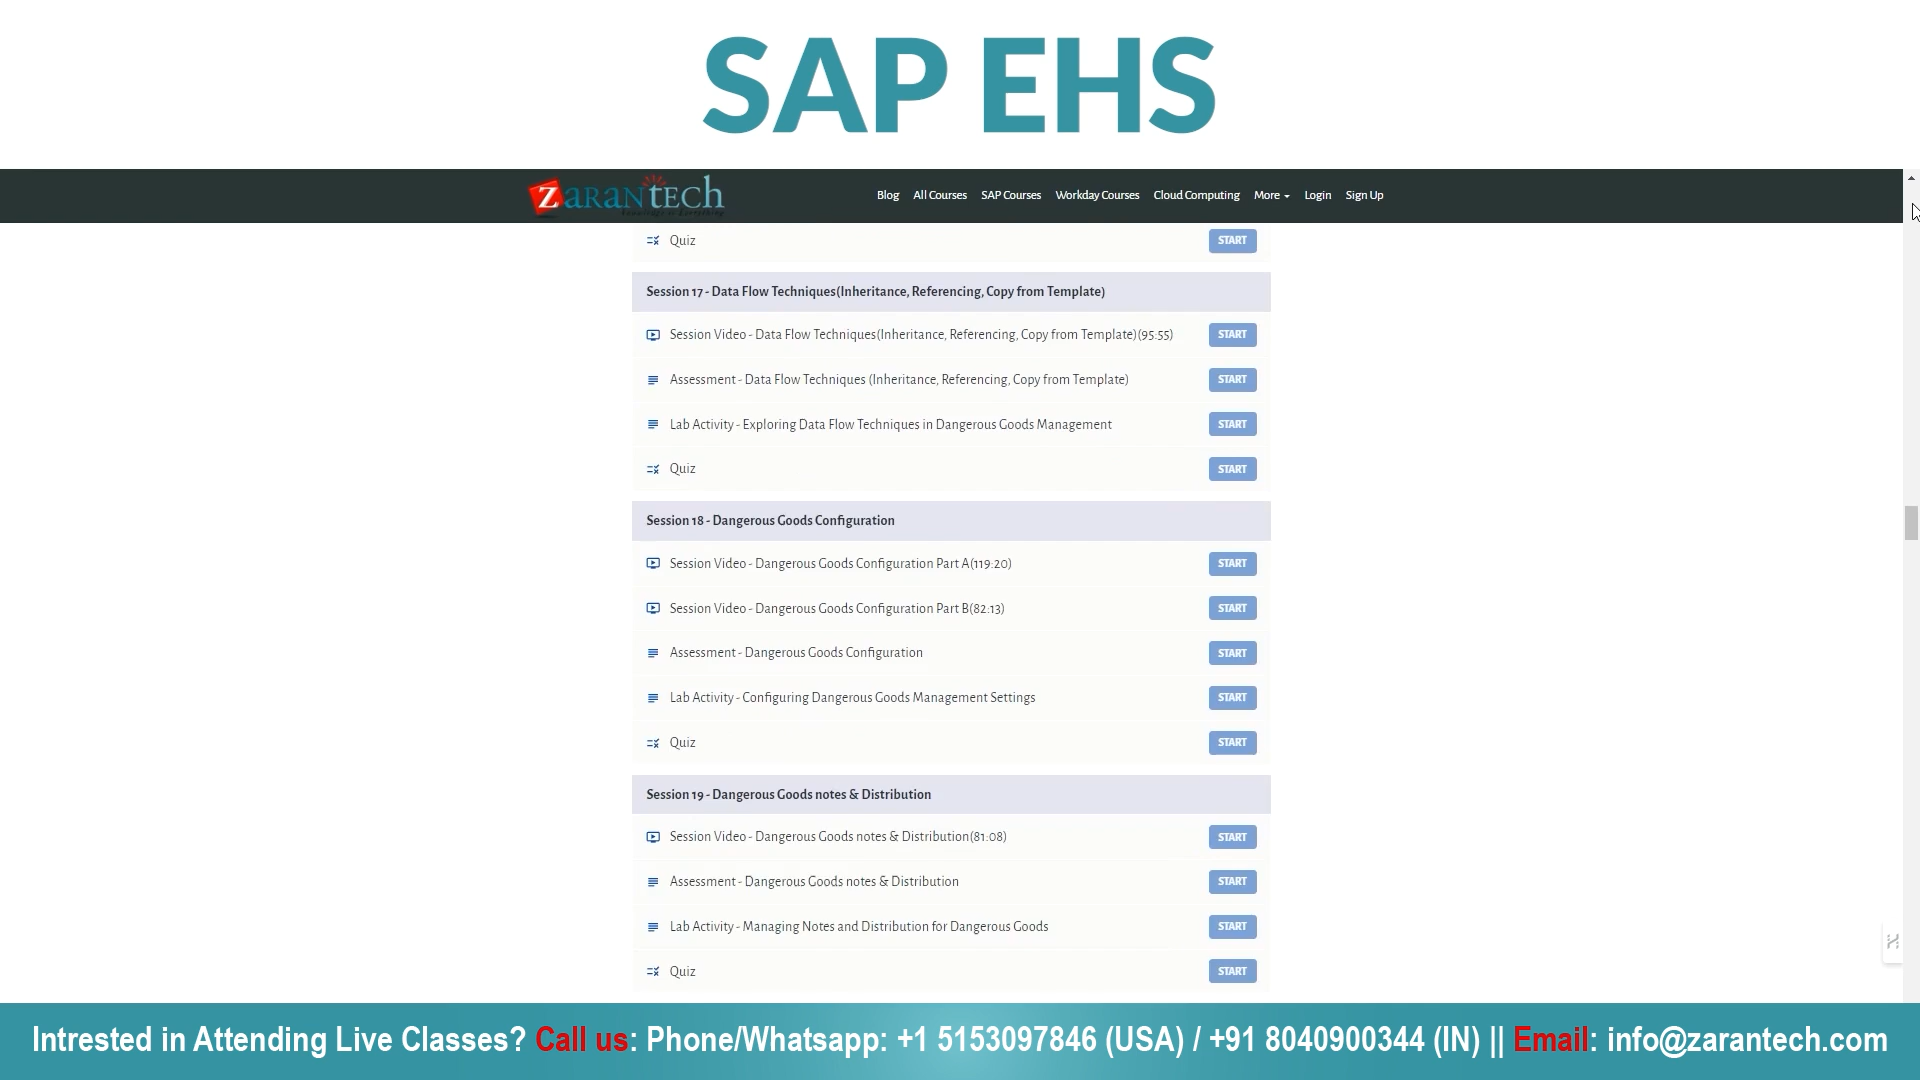 SAP EHS
ZaranTech
Blog All Courses SAP Courses Workday Courses Cloud Computing More Login Sign Up
Quiz START
Session 17 - Data Flow Techniques(Inheritance, Referencing, Copy from Template)
Session Video - Data Flow Techniques(Inheritance, Referencing, Copy from Template)(95:55) START
Assessment - Data Flow Techniques (Inheritance, Referencing, Copy from Template) START
Lab Activity - Exploring Data Flow Techniques in Dangerous Goods Management START
Quiz START
Session 18 - Dangerous Goods Configuration
Session Video - Dangerous Goods Configuration Part A(119:20) START
Session Video - Dangerous Goods Configuration Part B(82:13) START
Assessment - Dangerous Goods Configuration START
Lab Activity - Configuring Dangerous Goods Management Settings START
Quiz START
Session 19 - Dangerous Goods notes & Distribution
Session Video - Dangerous Goods notes & Distribution(81:08) START
Assessment - Dangerous Goods notes & Distribution START
Lab Activity - Managing Notes and Distribution for Dangerous Goods START
Quiz START
Intrested in Attending Live Classes? Call us: Phone/Whatsapp: +1 5153097846 (USA) / +91 8040900344 (IN) || Email: info@zarantech.com